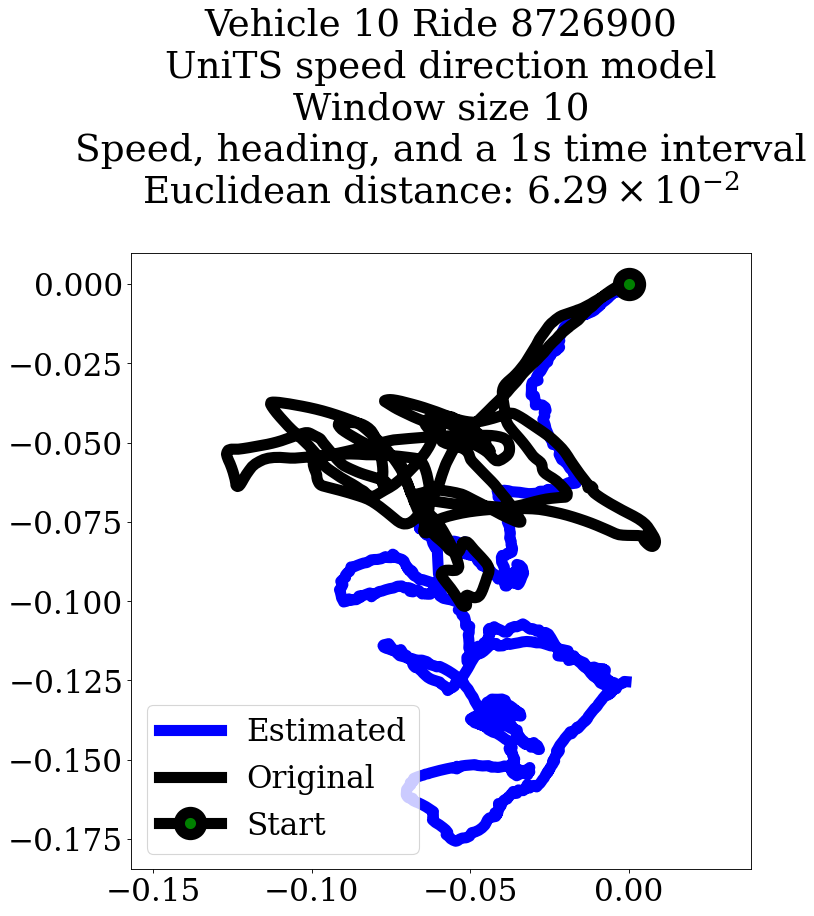 Vehicle 10 Ride 8726900
UniTS speed direction model
Window size 10
Speed, heading, and a 1s time interval
Euclidean distance: 6.29 × 10⁻²
0.000
−0.025
−0.050
−0.075
−0.100
−0.125
−0.150
−0.175
Estimated
Original
Start
−0.15 −0.10 −0.05 0.00